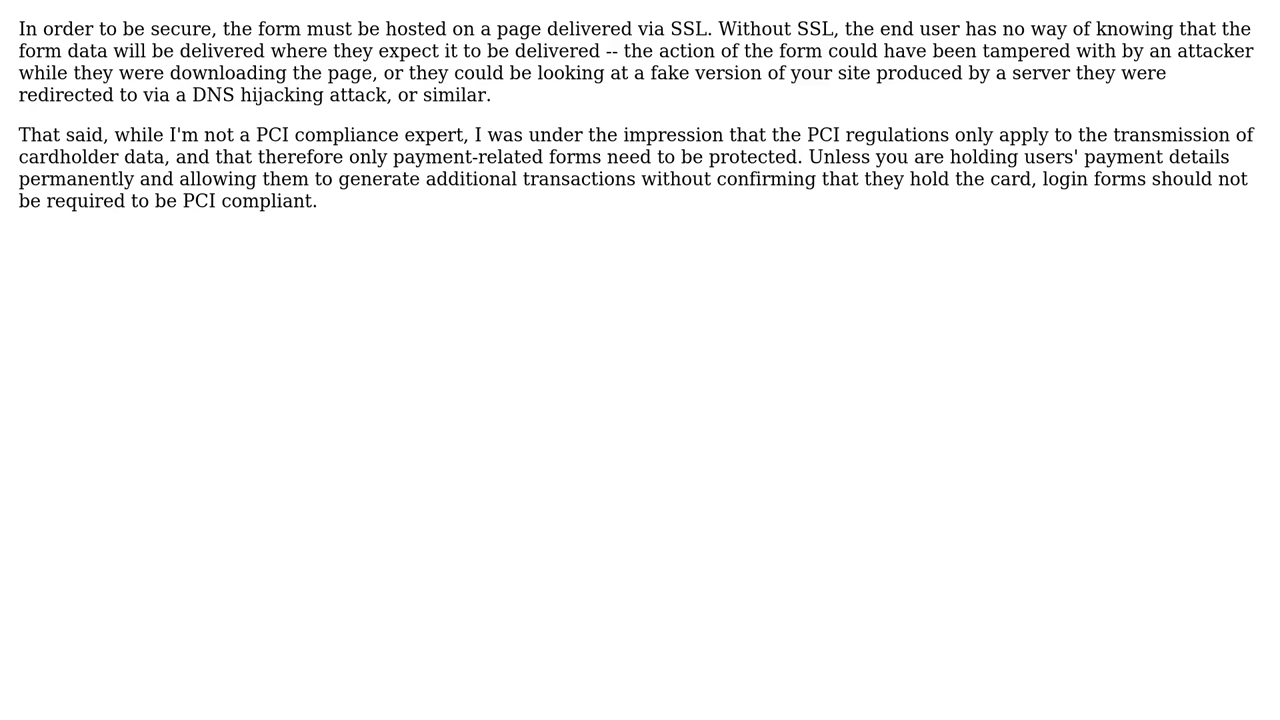 In order to be secure, the form must be hosted on a page delivered via SSL. Without SSL, the end user has no way of knowing that the
form data will be delivered where they expect it to be delivered -- the action of the form could have been tampered with by an attacker
while they were downloading the page, or they could be looking at a fake version of your site produced by a server they were
redirected to via a DNS hijacking attack, or similar.
That said, while I'm not a PCI compliance expert, I was under the impression that the PCI regulations only apply to the transmission of
cardholder data, and that therefore only payment-related forms need to be protected. Unless you are holding users' payment details
permanently and allowing them to generate additional transactions without confirming that they hold the card, login forms should not
be required to be PCI compliant.